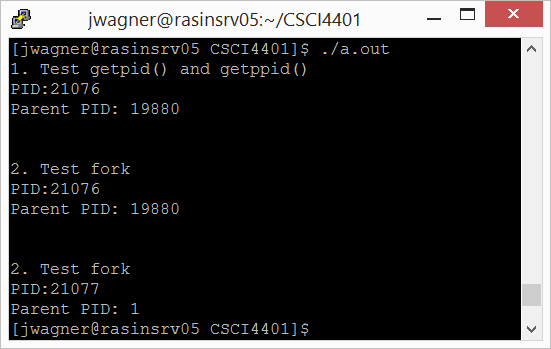 jwagner@rasinsrv05:~/CSCI4401
[jwagner@rasinsrv05 CSCI4401]$ ./a.out
1. Test getpid() and getppid()
PID:21076
Parent PID: 19880
2. Test fork
PID:21076
Parent PID: 19880
2. Test fork
PID:21077
Parent PID: 1
[jwagner@rasinsrv05 CSCI4401]$